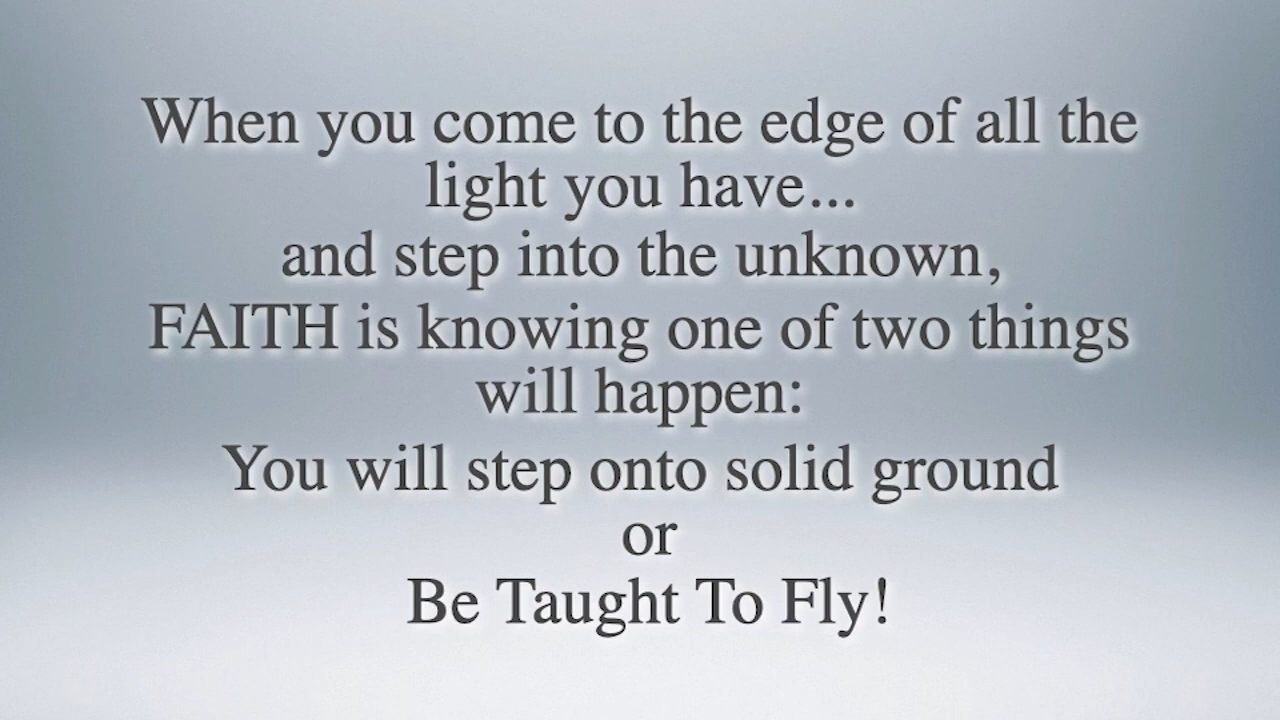 When you come to the edge of all the
light you have...
and step into the unknown,
FAITH is knowing one of two things
will happen:
You will step onto solid ground
or
Be Taught To Fly!